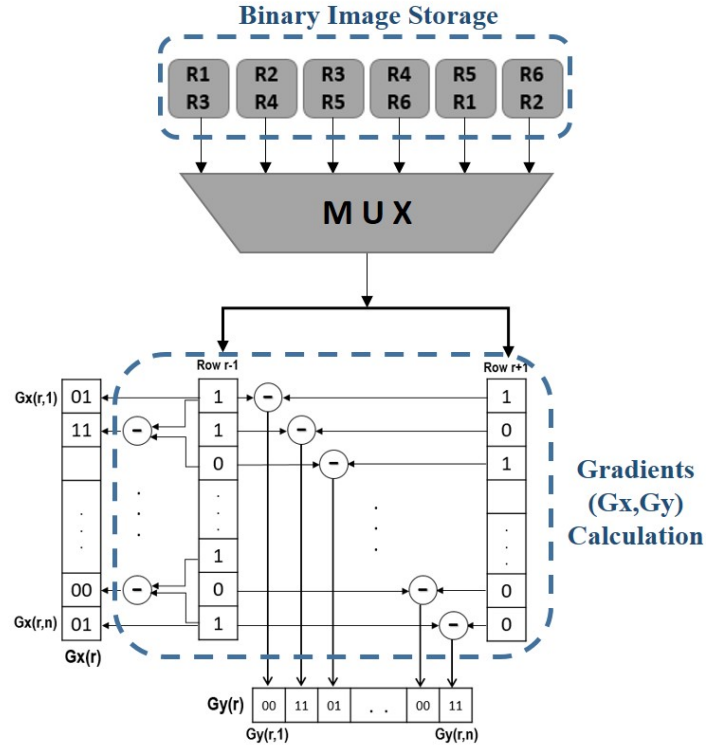 Binary Image Storage
R1 R2 R3 R4 R5 R6
R3 R4 R5 R6 R1 R2
MUX
Row r-1
Row r+1
Gx(r,1) 01 1 - 1
11 - 1 - 0
0 - 1
Gradients
(Gx,Gy)
Calculation
1
00 - 0 - 0
Gx(r,n) 01 1 - 0
Gx(r)
Gy(r) 00 11 01 . . 00 11
Gy(r,1) Gy(r,n)